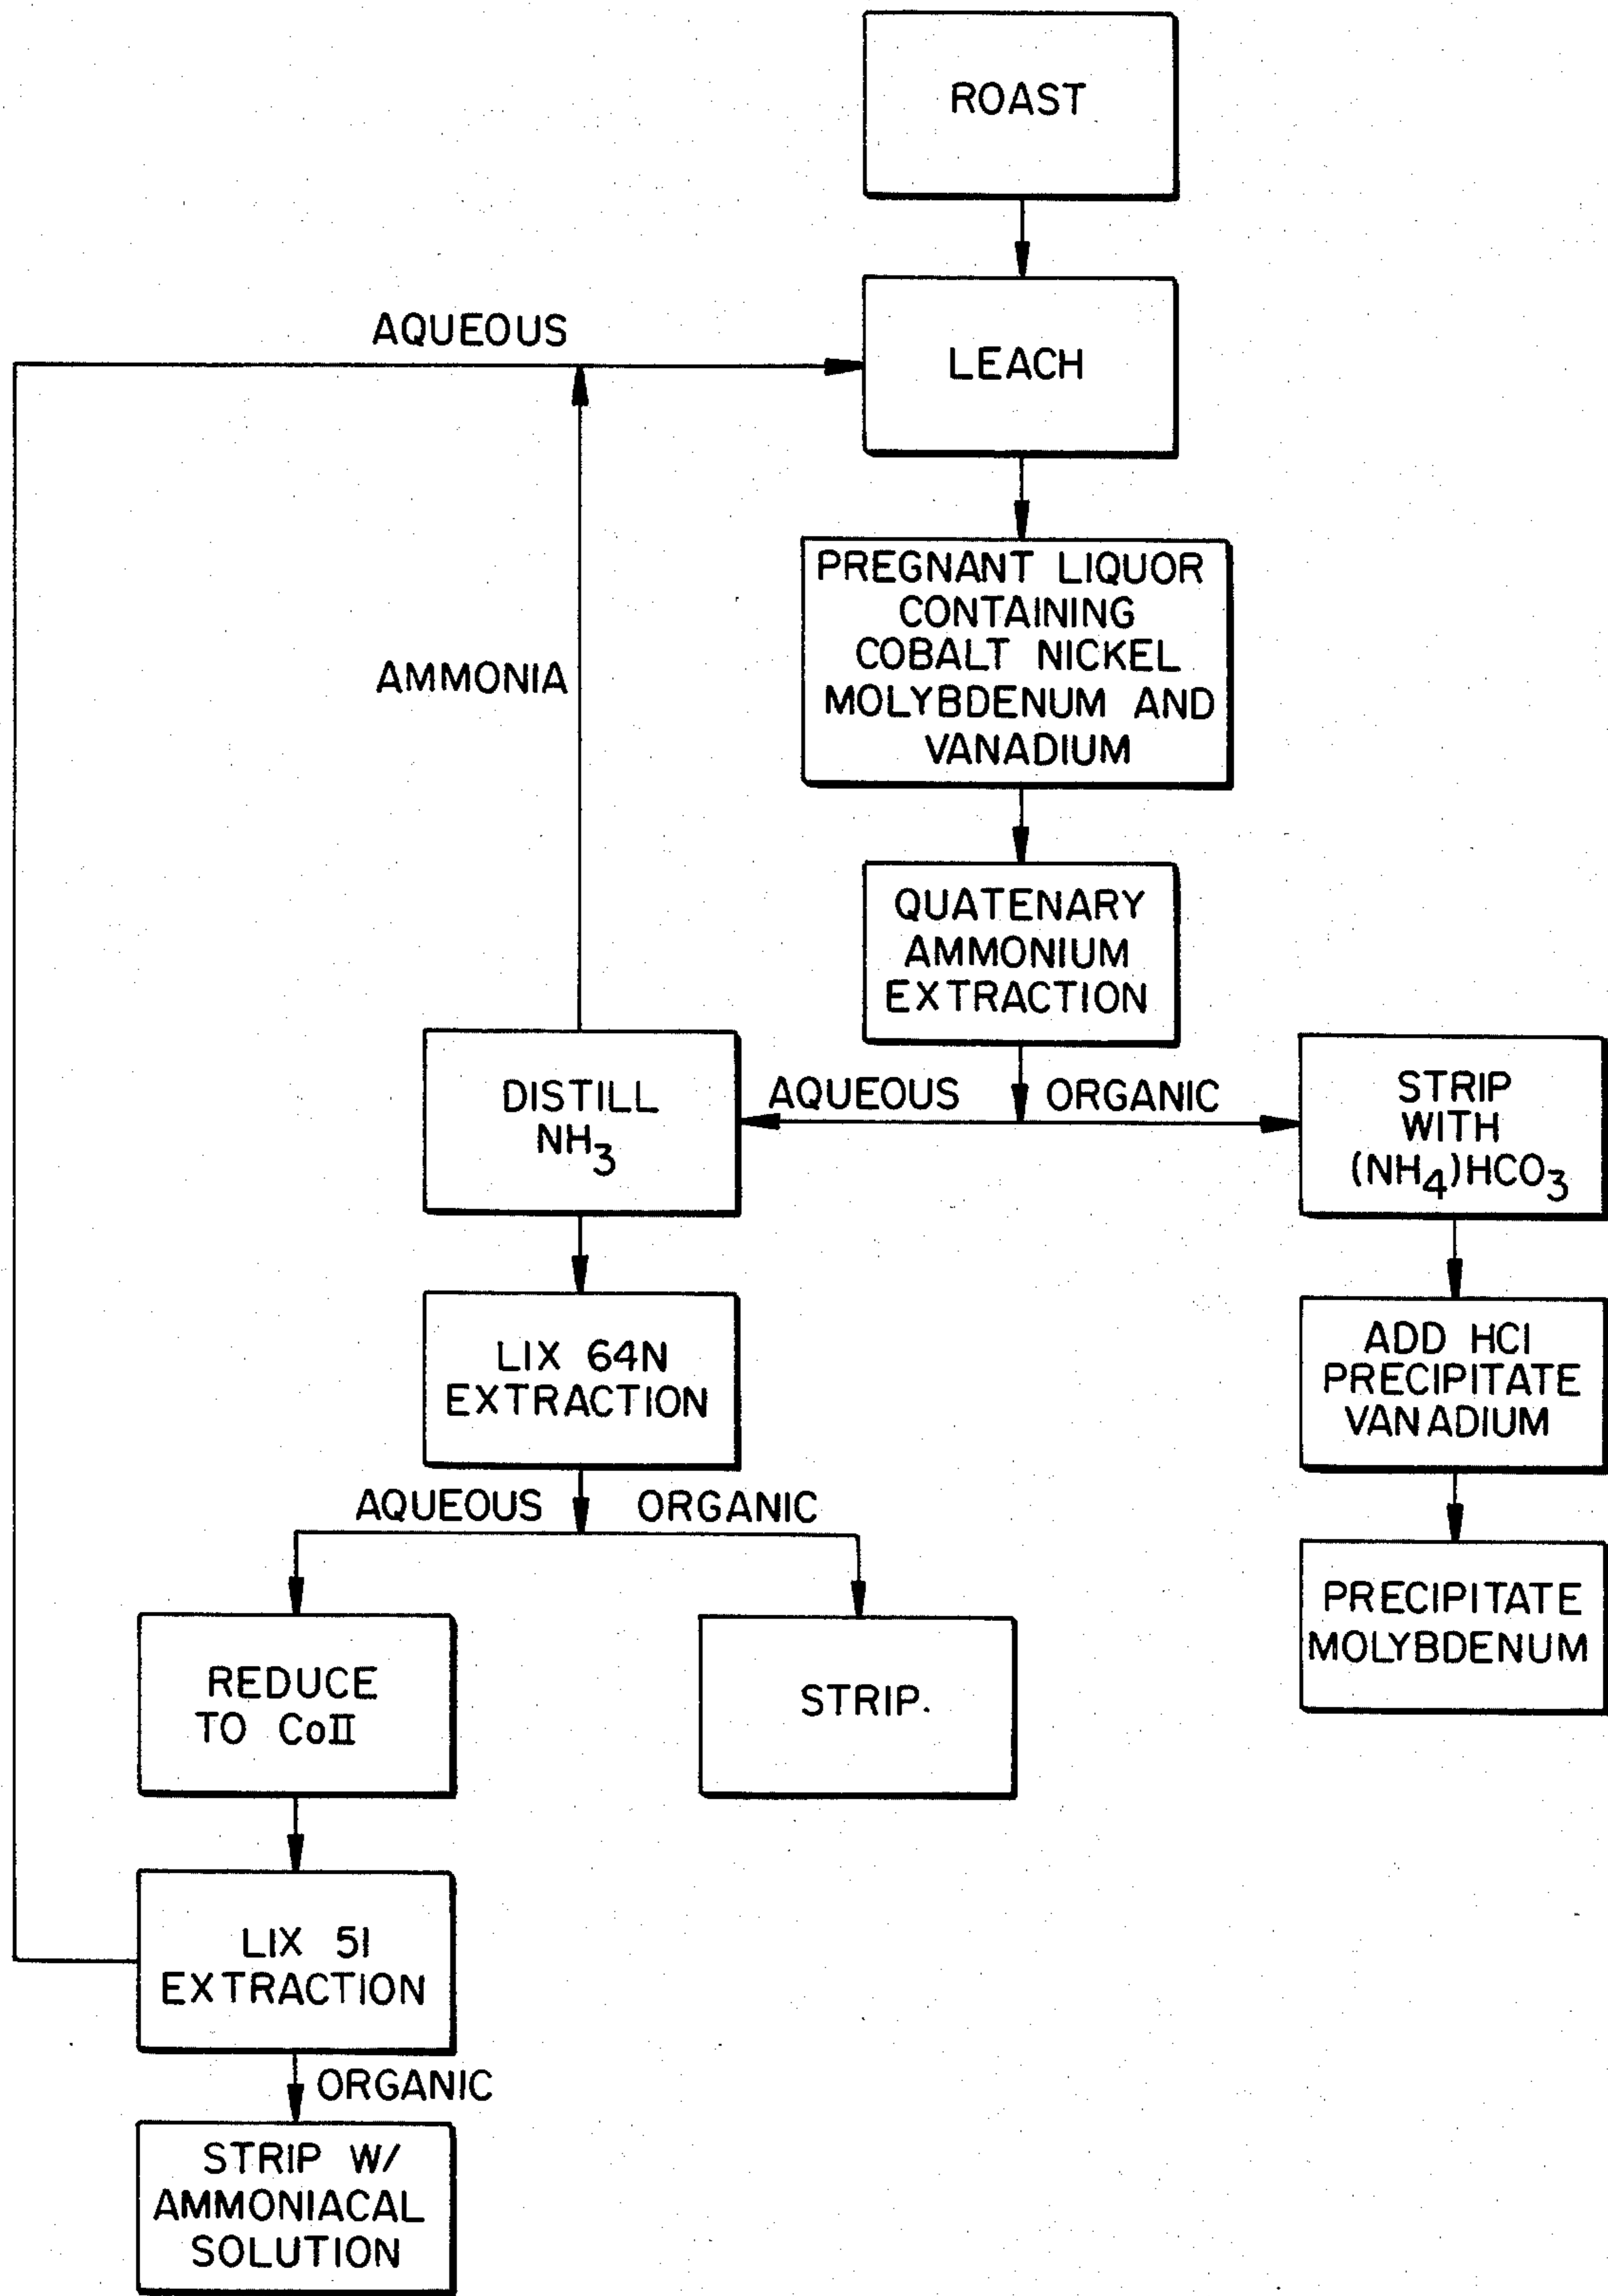 ROAST
AQUEOUS
LEACH
PREGNANT LIQUOR
CONTAINING
COBALT NICKEL
MOLYBDENUM AND
VANADIUM
AMMONIA
QUATENARY
AMMONIUM
EXTRACTION
DISTILL
NH3
AQUEOUS
ORGANIC
STRIP
WITH
(NH4)HCO3
LIX 64N
EXTRACTION
ADD HCl
PRECIPITATE
VANADIUM
AQUEOUS
ORGANIC
PRECIPITATE
MOLYBDENUM
REDUCE
TO CoII
STRIP.
LIX 51
EXTRACTION
ORGANIC
STRIP W/
AMMONIACAL
SOLUTION